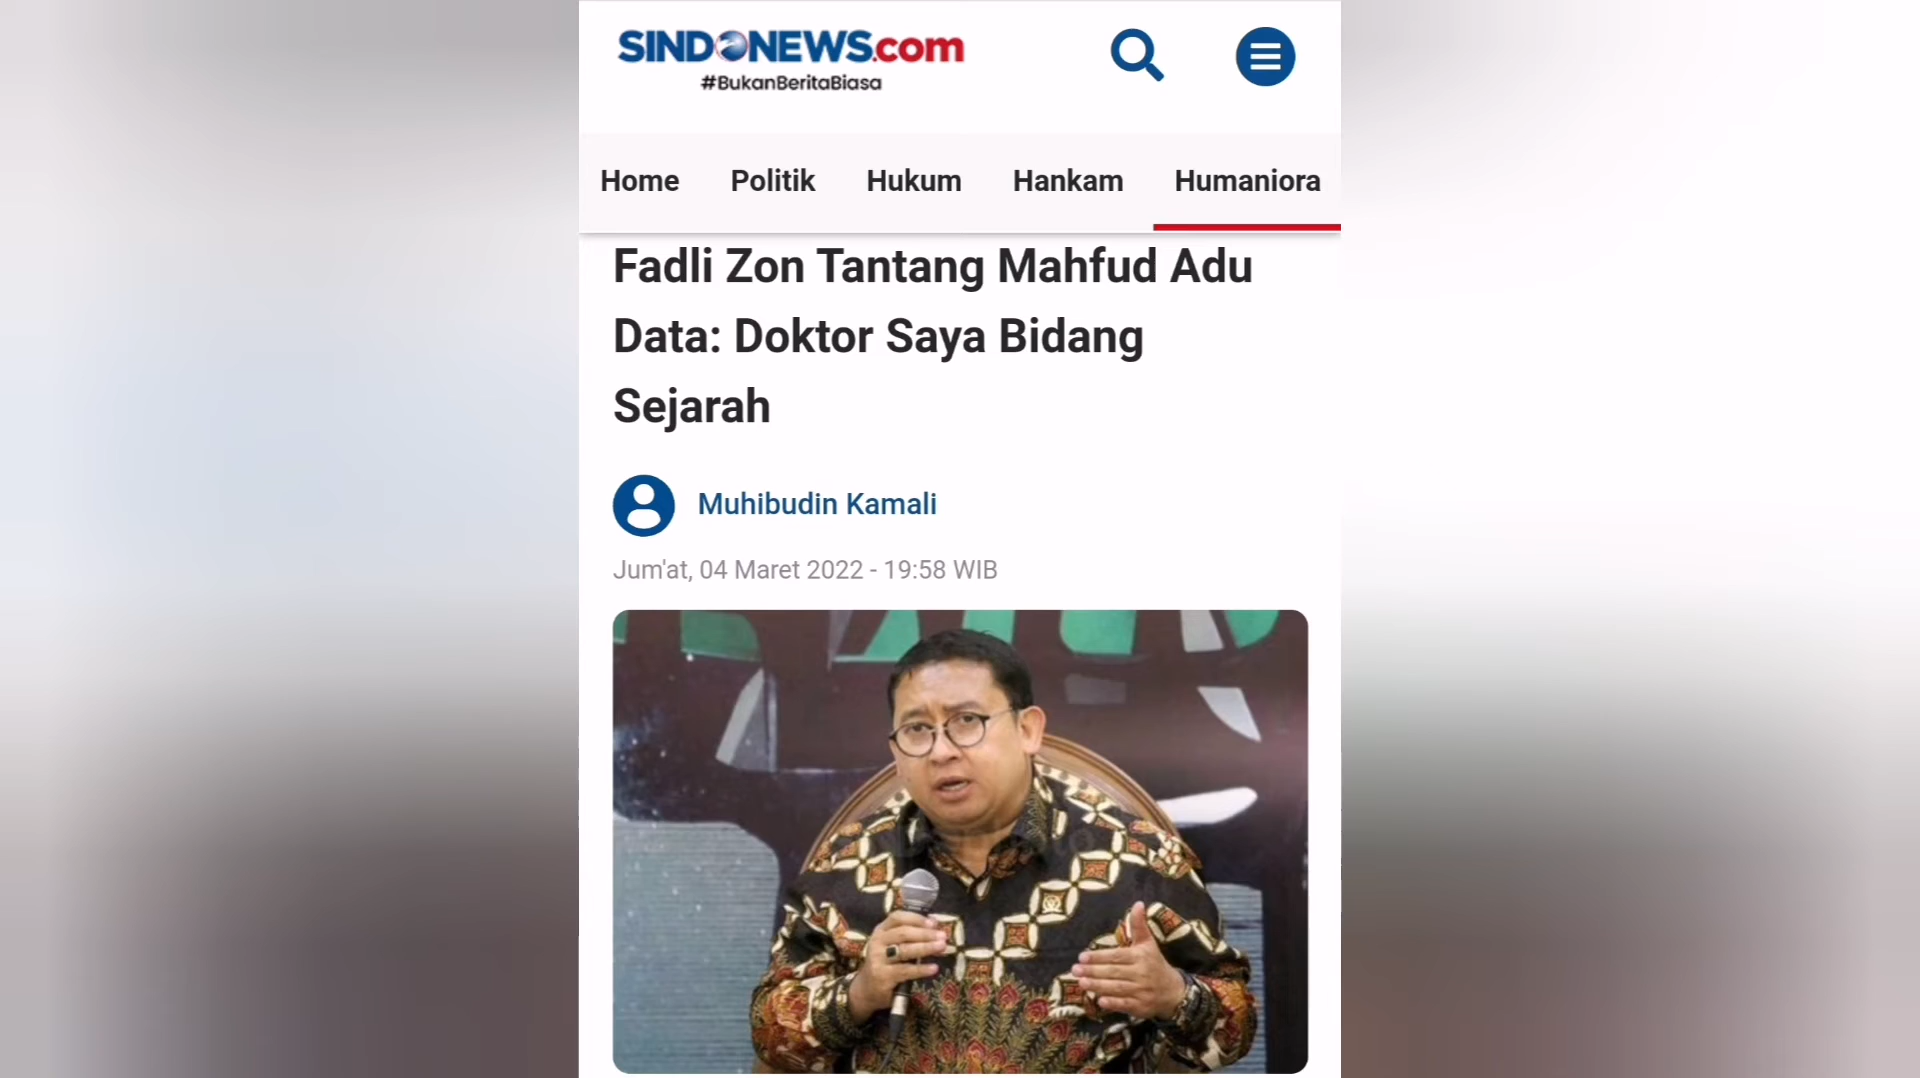 SINDONEWS.com
#BukanBeritaBiasa
Home Politik Hukum Hankam Humaniora
Fadli Zon Tantang Mahfud Adu
Data: Doktor Saya Bidang
Sejarah
Muhibudin Kamali
Jum'at, 04 Maret 2022 - 19:58 WIB